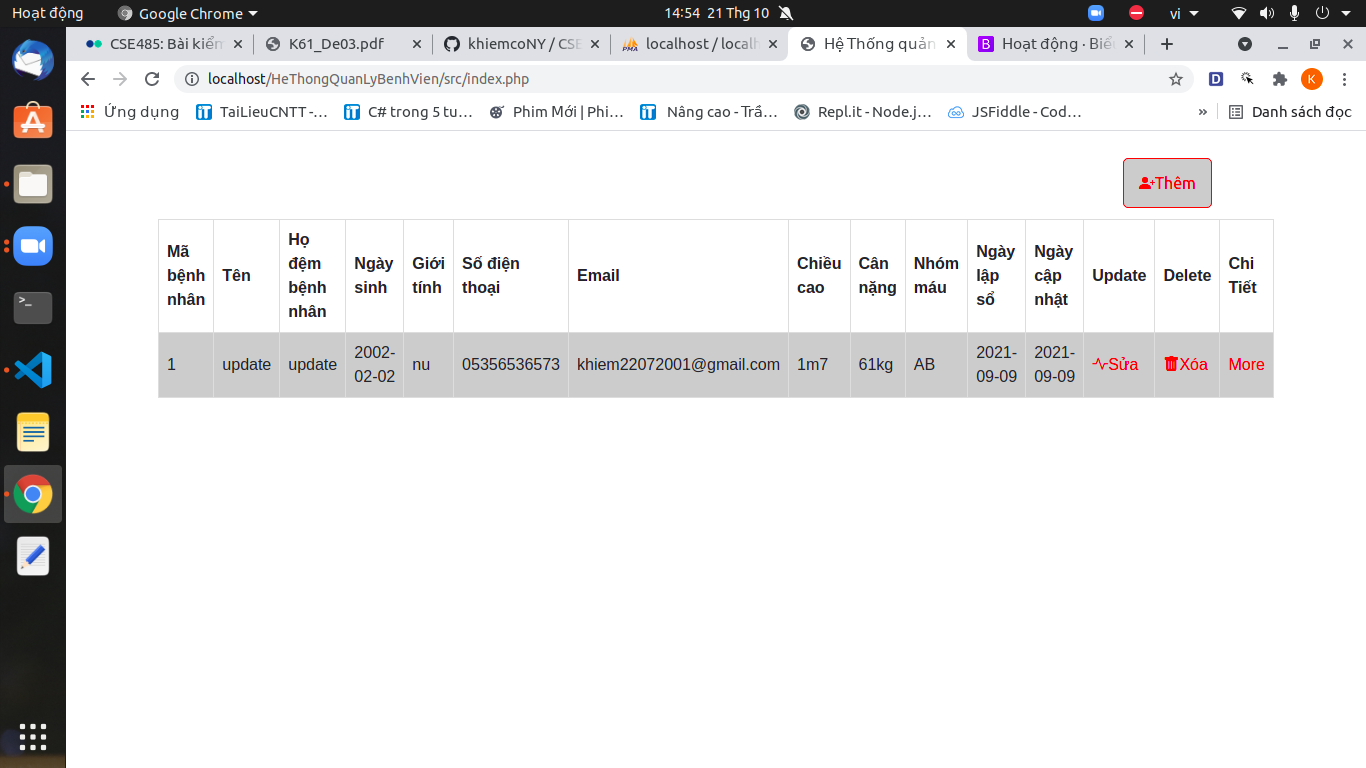 Hoạt động
Google Chrome
14:54 21 Thg 10
vi
CSE485: Bài kiểm
K61_De03.pdf
khiemcoNY / CSE
PMA
localhost / localh
Hệ Thống quản
B
Hoạt động · Biểu
localhost/HeThongQuanLyBenhVien/src/index.php
D
K
Ứng dụng
TaiLieuCNTT -...
C# trong 5 tu...
Phim Mới | Phi...
Nâng cao - Trầ...
Repl.it - Node.j...
JSFiddle - Cod...
»
Danh sách đọc
Thêm
Mã bệnh nhân
Tên
Họ đệm bệnh nhân
Ngày sinh
Giới tính
Số điện thoại
Email
Chiều cao
Cân nặng
Nhóm máu
Ngày lập sổ
Ngày cập nhật
Update
Delete
Chi Tiết
1
update
update
2002-02-02
nu
05356536573
khiem22072001@gmail.com
1m7
61kg
AB
2021-09-09
2021-09-09
Sửa
Xóa
More